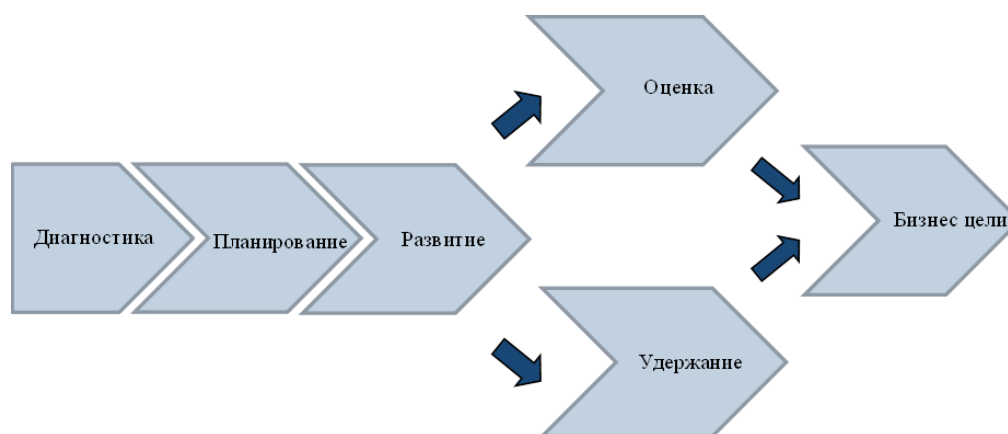 Диагностика
Планирование
Развитие
Оценка
Удержание
Бизнес цели